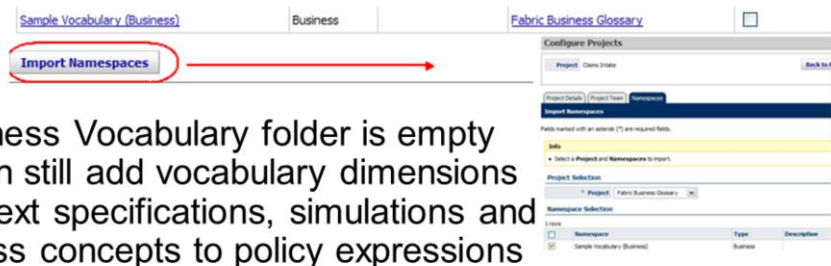 Sample Vocabulary (Business) Business Fabric Business Glossary
Import Namespaces
Configure Projects
Project Claims Intake Back to
Project Details Project Team Namespaces
Import Namespaces
Fields marked with an asterisk (*) are required fields.
Info
• Select a Project and Namespaces to import.
Project Selection
* Project Fabric Business Glossary
Namespace Selection
Namespace Type Description
Sample Vocabulary (Business) Business
ness Vocabulary folder is empty
n still add vocabulary dimensions
ext specifications, simulations and
ss concepts to policy expressions